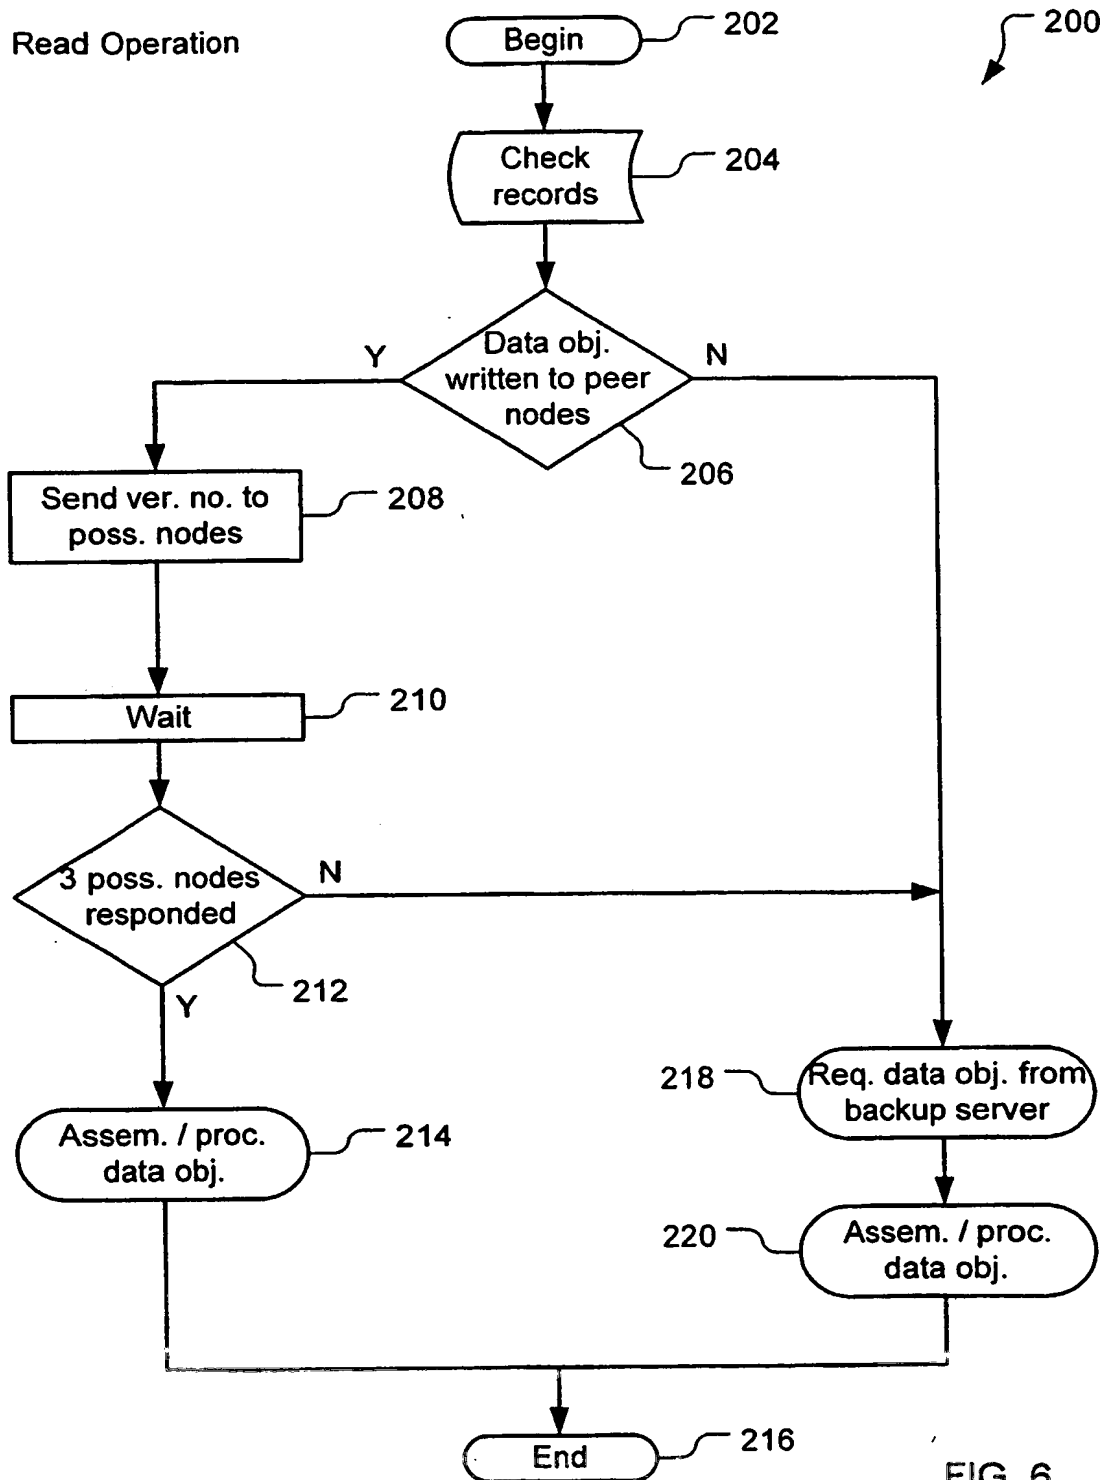 Read Operation
Begin
202
200
Check
records
204
Data obj.
written to peer
nodes
Y
N
206
Send ver. no. to
poss. nodes
208
Wait
210
3 poss. nodes
responded
N
212
Y
Req. data obj. from
backup server
218
Assem. / proc.
data obj.
214
Assem. / proc.
data obj.
220
End
216
FIG. 6